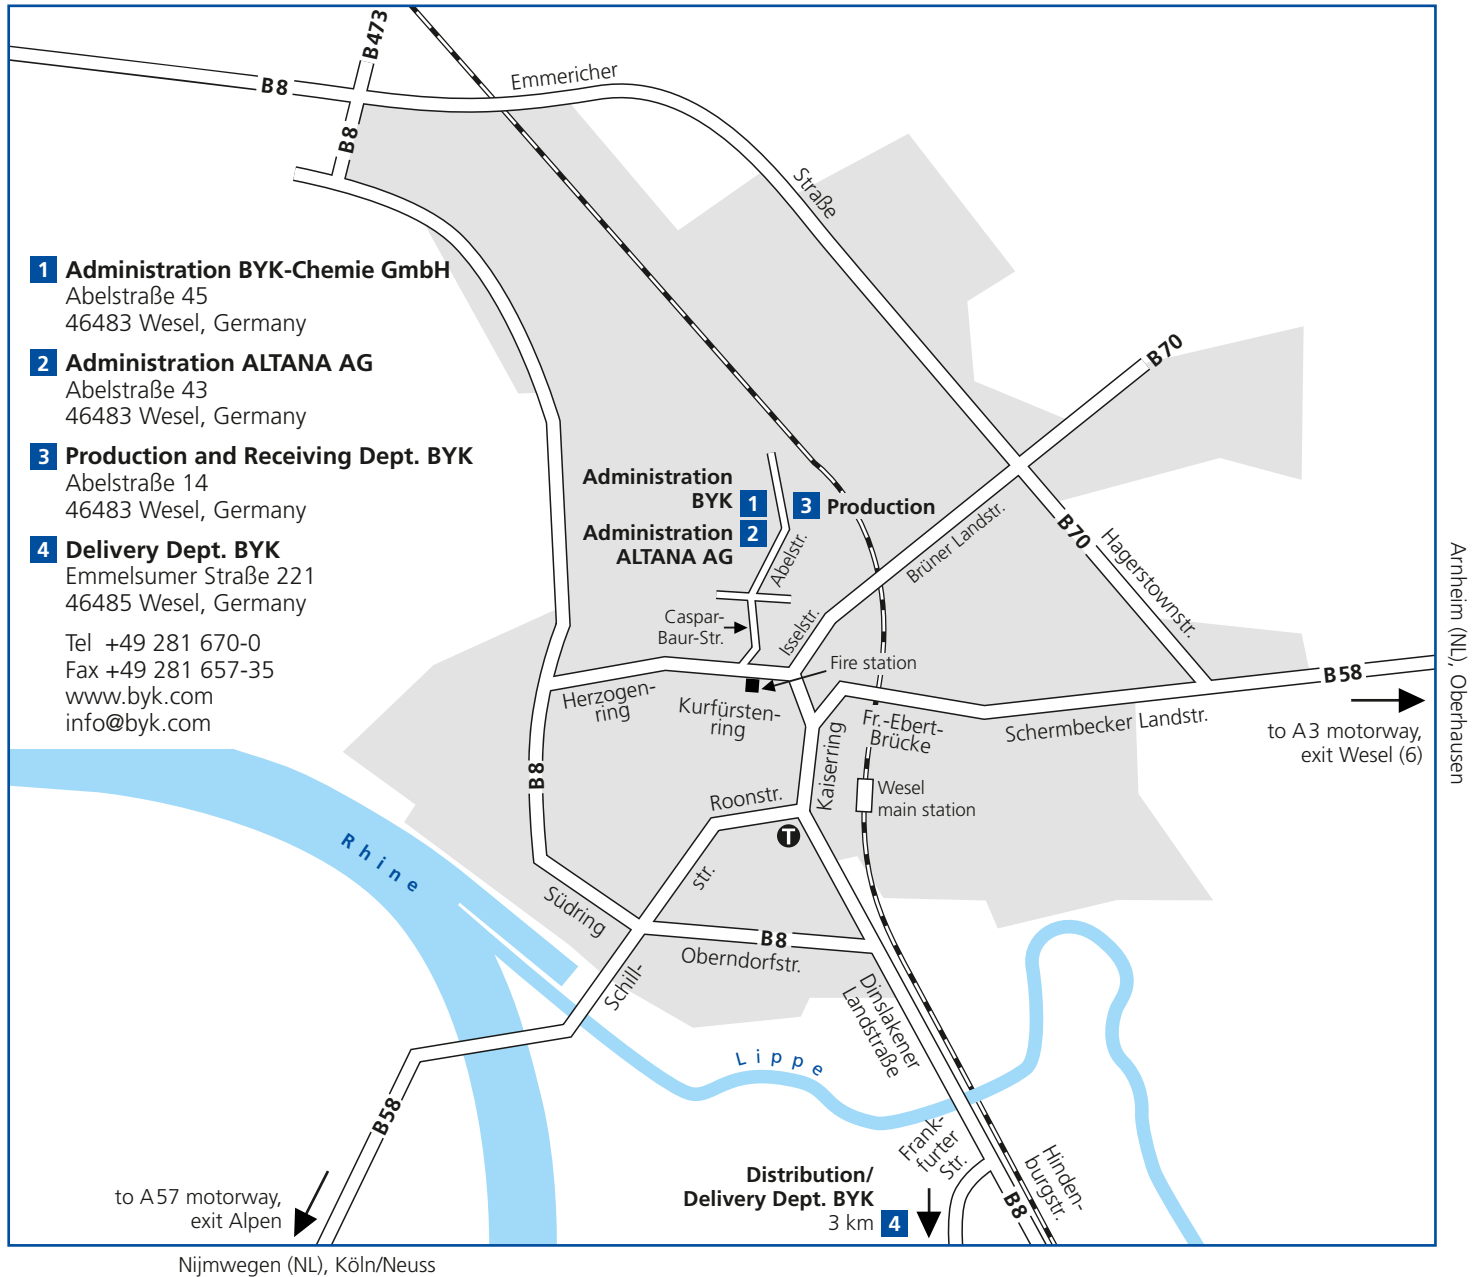 B473
B8
Emmericher
B8
Straße
1 Administration BYK-Chemie GmbH
Abelstraße 45
46483 Wesel, Germany
2 Administration ALTANA AG
Abelstraße 43
46483 Wesel, Germany
3 Production and Receiving Dept. BYK
Abelstraße 14
46483 Wesel, Germany
4 Delivery Dept. BYK
Emmelsumer Straße 221
46485 Wesel, Germany
Tel +49 281 670-0
Fax +49 281 657-35
www.byk.com
info@byk.com
B70
Administration
BYK 1
3 Production
Administration
ALTANA AG 2
Abelstr.
Brüner Landstr.
B70
Hagerstownstr.
Caspar-
Baur-Str.
Isselstr.
Fire station
Herzogen-
ring
Kurfürsten-
ring
Kaiserring
Fr.-Ebert-
Brücke
Schermbecker Landstr.
B58
to A3 motorway,
exit Wesel (6)
Arnheim (NL), Oberhausen
B8
Roonstr.
Wesel
main station
T
Rhine
str.
Südring
B8
Oberndorfstr.
Schill-
Dinslakener
Landstraße
Lippe
B58
Frank-
furter
Str.
Hinden-
burgstr.
B8
Distribution/
Delivery Dept. BYK
3 km 4
to A57 motorway,
exit Alpen
Nijmwegen (NL), Köln/Neuss